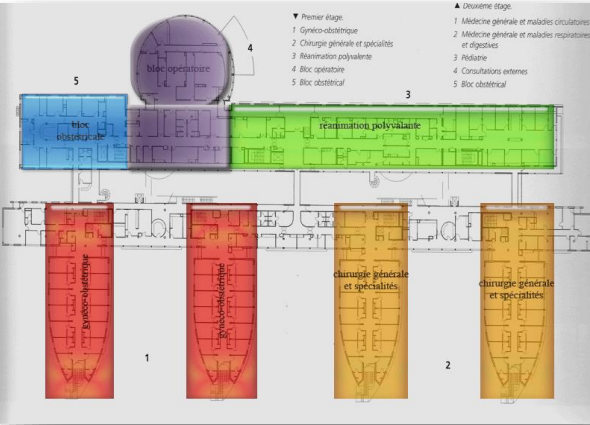 ▼ Premier étage.
1 Gynéco-obstétrique
2 Chirurgie générale et spécialités
3 Réanimation polyvalente
4 Bloc opératoire
5 Bloc obstétrical
▲ Deuxième étage.
1 Médecine générale et maladies circulatoires
2 Médecine générale et maladies respiratoires
et digestives
3 Pédiatrie
4 Consultations externes
5 Bloc obstétrical
4
bloc opératoire
5
3
bloc
obstétricale
réanimation polyvalante
gynéco-obstétrique
gynéco-obstétrique
chirurgie générale
et spécialités
chirurgie générale
et spécialités
1
2